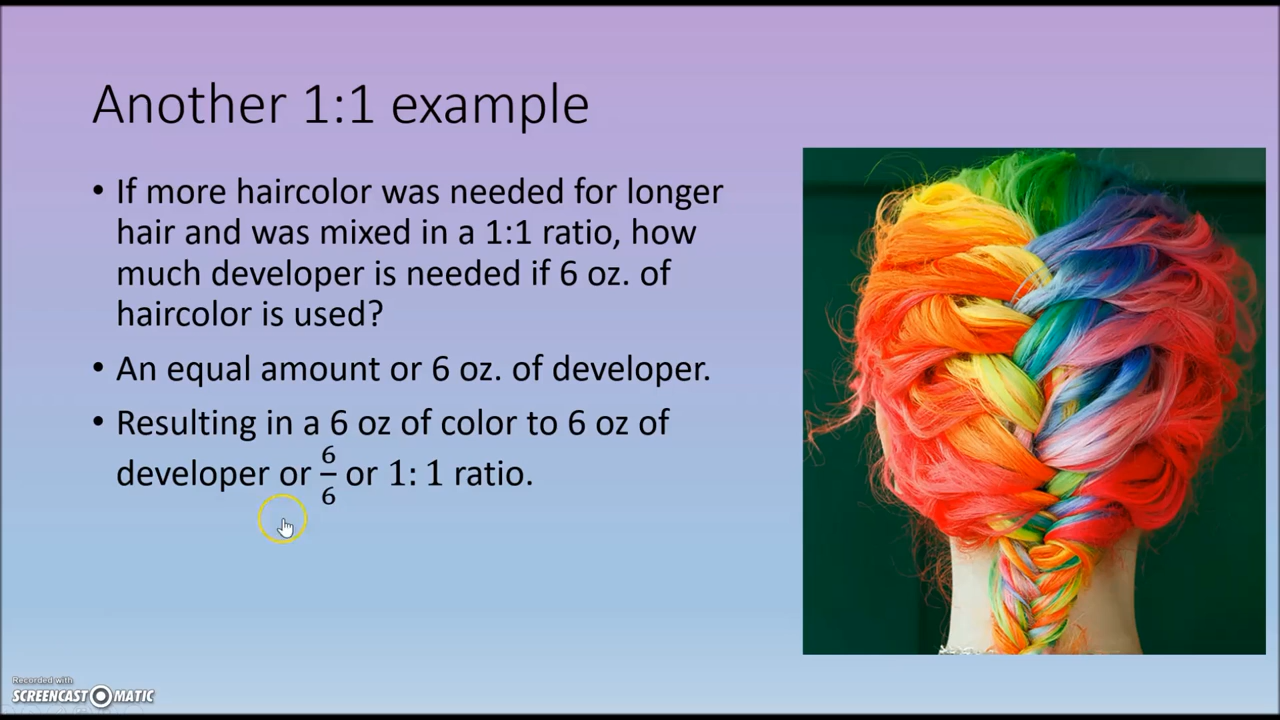 Another 1:1 example
• If more haircolor was needed for longer
hair and was mixed in a 1:1 ratio, how
much developer is needed if 6 oz. of
haircolor is used?
• An equal amount or 6 oz. of developer.
• Resulting in a 6 oz of color to 6 oz of
developer or 6/6 or 1: 1 ratio.
Recorded with
SCREENCAST MATIC